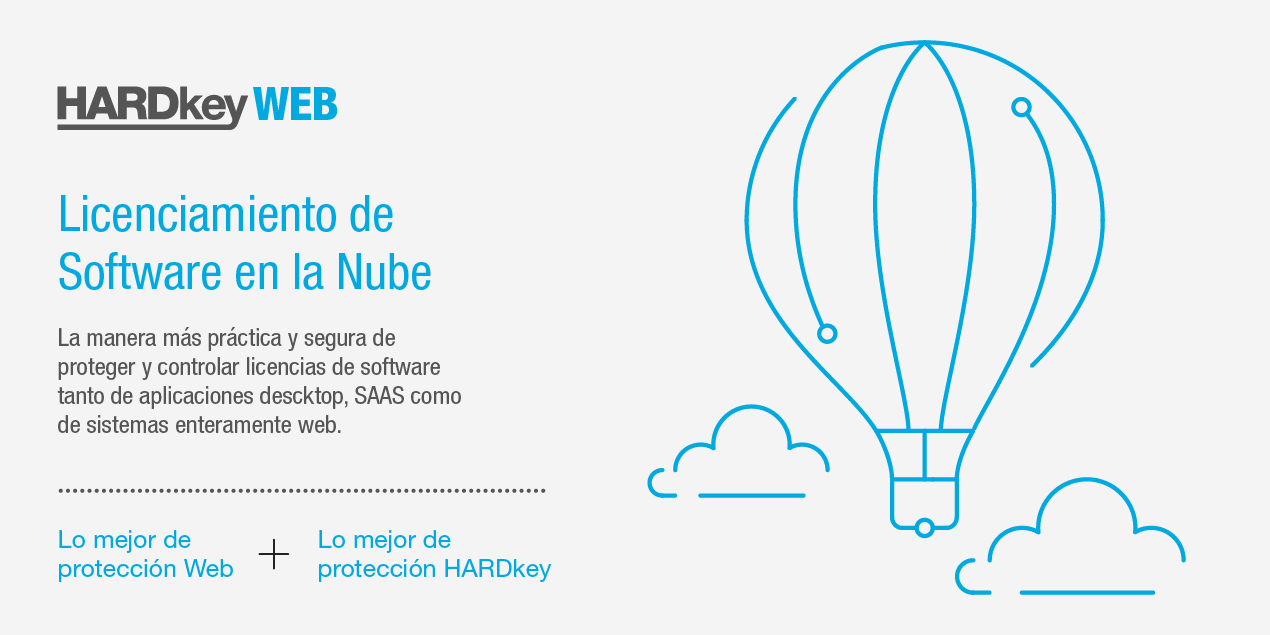 HARDkey WEB
Licenciamiento de
Software en la Nube
La manera más práctica y segura de
proteger y controlar licencias de software
tanto de aplicaciones descktop, SAAS como
de sistemas enteramente web.
Lo mejor de
protección Web
+
Lo mejor de
protección HARDkey